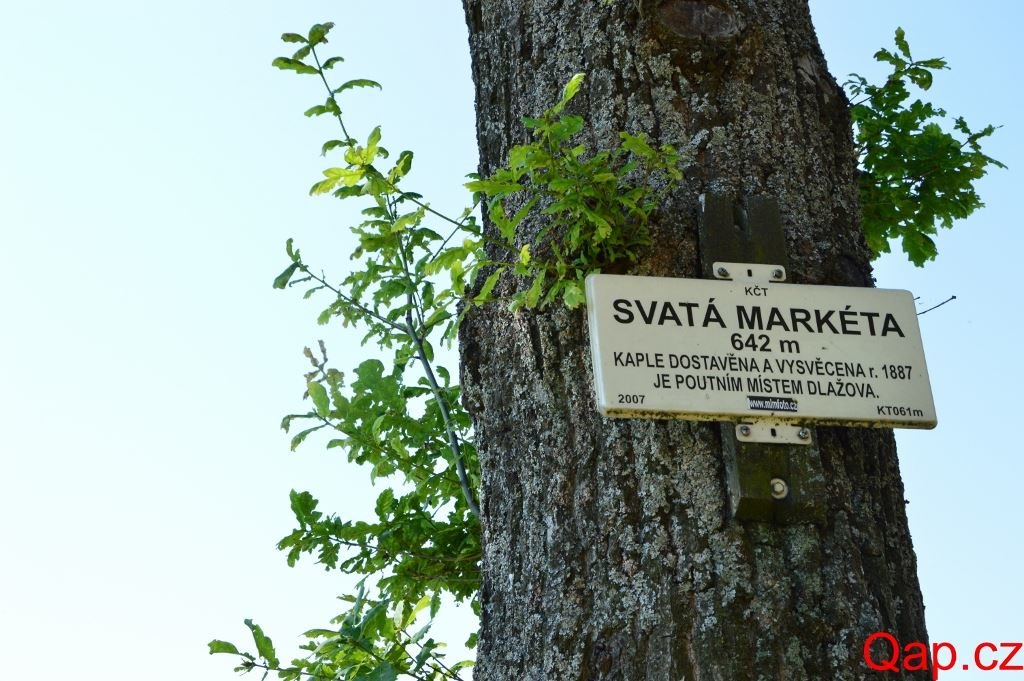 KČT
SVATÁ MARKÉTA
642 m
KAPLE DOSTAVĚNA A VYSVĚCENA r. 1887
JE POUTNÍM MÍSTEM DLAŽOVA.
2007
www.mimfoto.cz
KT061m
Qap.cz